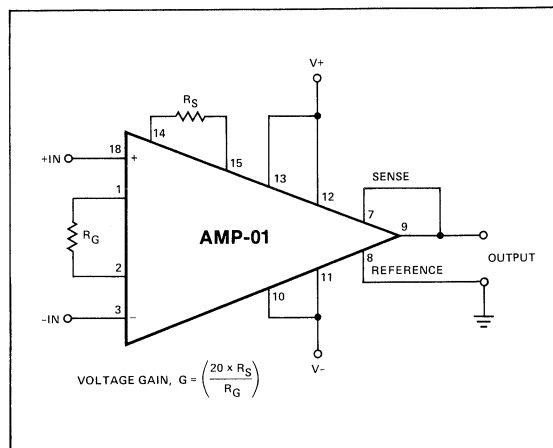 V+
R_S
14
15
13
12
18
+IN
+
1
R_G
2
3
-IN
−
AMP-01
SENSE
7
9
OUTPUT
8
REFERENCE
11
10
V−
VOLTAGE GAIN, G = (20 × R_S / R_G)